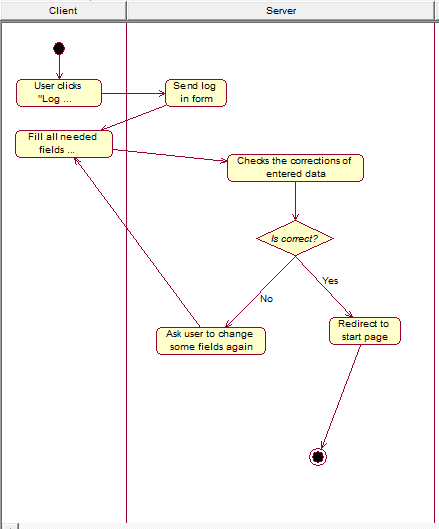 Client
Server
User clicks
"Log ...
Send log
in form
Fill all needed
fields ...
Checks the corrections of
entered data
Is correct?
No
Yes
Ask user to change
some fields again
Redirect to
start page